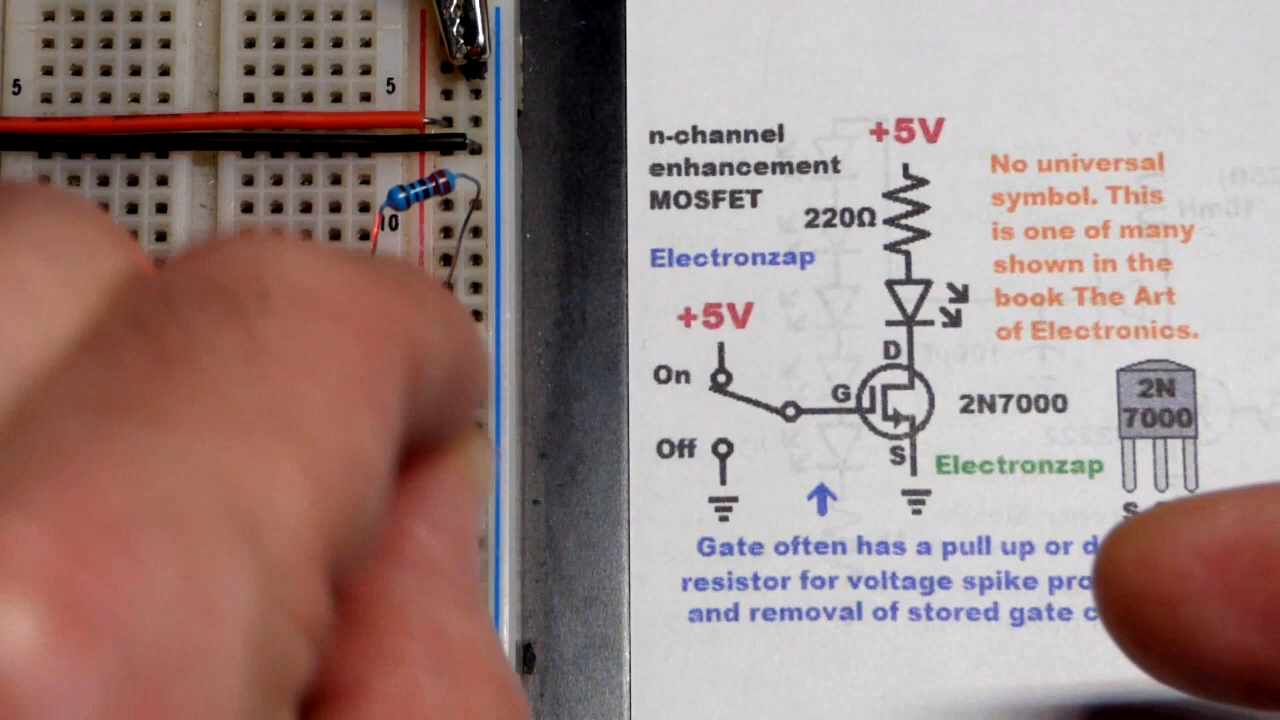 5
5
10
n-channel
enhancement
MOSFET
Electronzap
+5V
220Ω
No universal
symbol. This
is one of many
shown in the
book The Art
of Electronics.
+5V
On
Off
D
G
S
2N7000
Electronzap
2N
7000
S
Gate often has a pull up or
resistor for voltage spike
and removal of stored gate